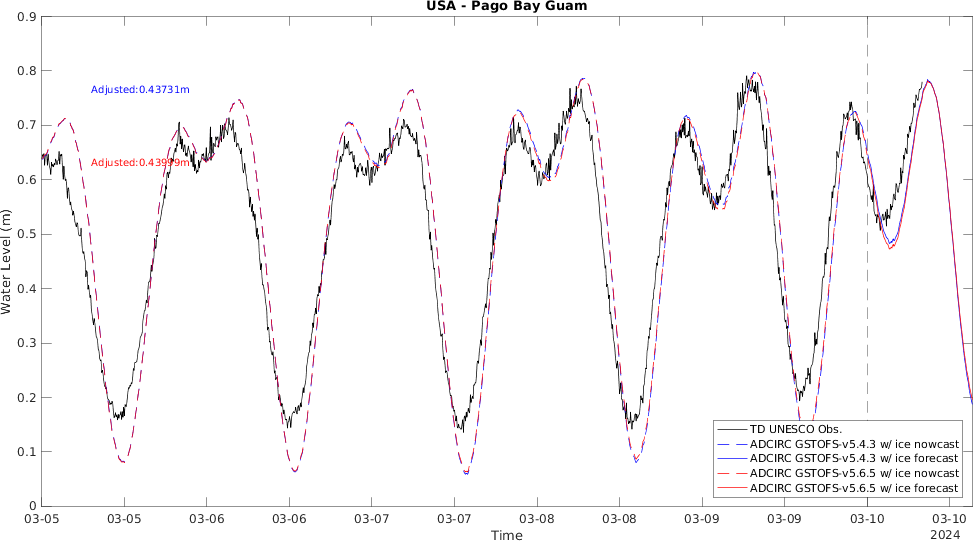 USA - Pago Bay Guam
0.9
0.8
0.7
0.6
0.5
0.4
0.3
0.2
0.1
0
Water Level (m)
Adjusted:0.43731m
Adjusted:0.43999m
TD UNESCO Obs.
ADCIRC GSTOFS-v5.4.3 w/ ice nowcast
ADCIRC GSTOFS-v5.4.3 w/ ice forecast
ADCIRC GSTOFS-v5.6.5 w/ ice nowcast
ADCIRC GSTOFS-v5.6.5 w/ ice forecast
03-05 03-05 03-06 03-06 03-07 03-07 03-08 03-08 03-09 03-09 03-10 03-10
Time
2024